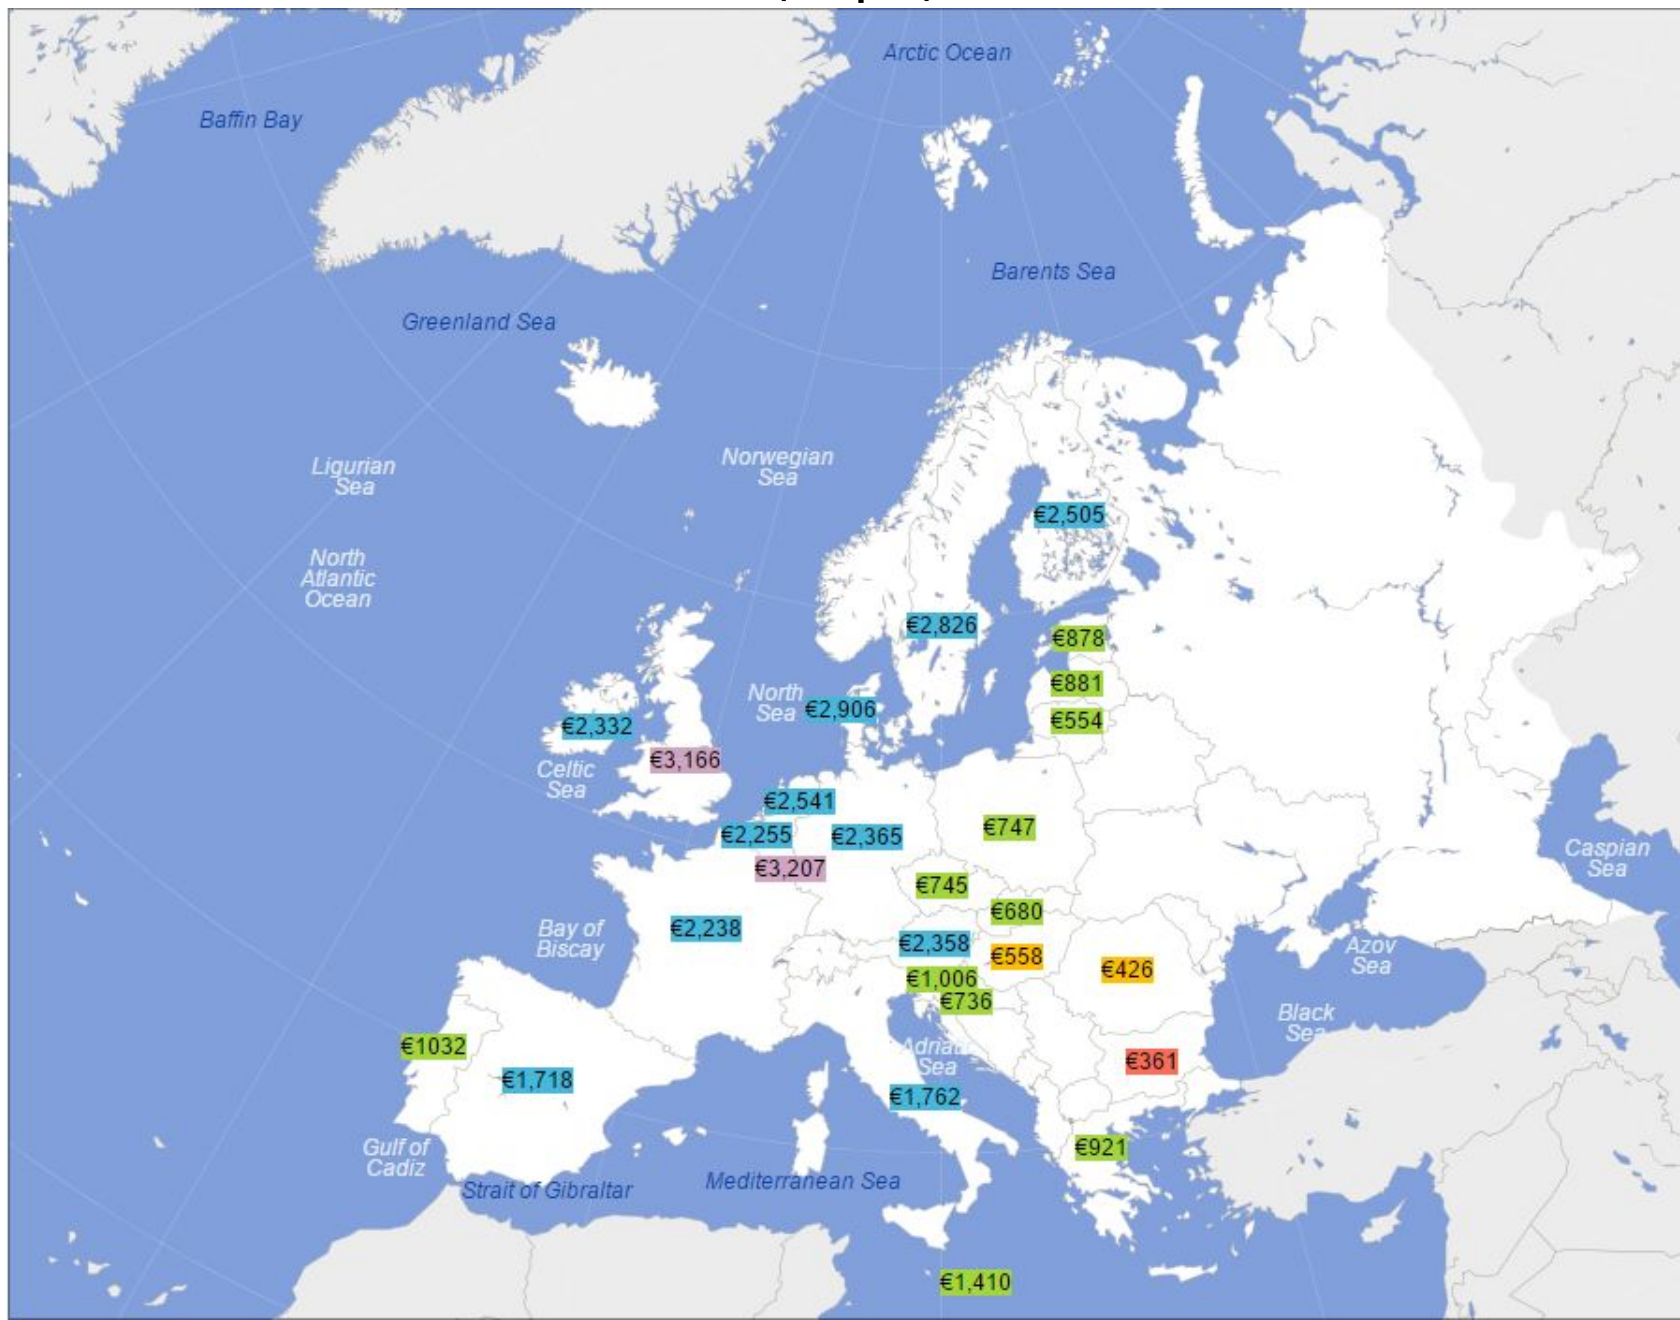 Arctic Ocean
Baffin Bay
Barents Sea
Greenland Sea
Norwegian
Sea
Ligurian
Sea
€2,505
North
Atlantic
Ocean
€2,826
€878
€881
North
Sea
€2,906
€554
€2,332
€3,166
Celtic
Sea
€2,541
€2,255
€2,365
€747
Caspian
Sea
€3,207
€745
€680
€2,238
Bay of
Biscay
€2,358
€558
€426
Azov
Sea
€1,006
€736
Black
Sea
€1032
Adriatic
Sea
€361
€1,718
€1,762
Gulf of
Cadiz
€921
Strait of Gibraltar
Mediterranean Sea
€1,410